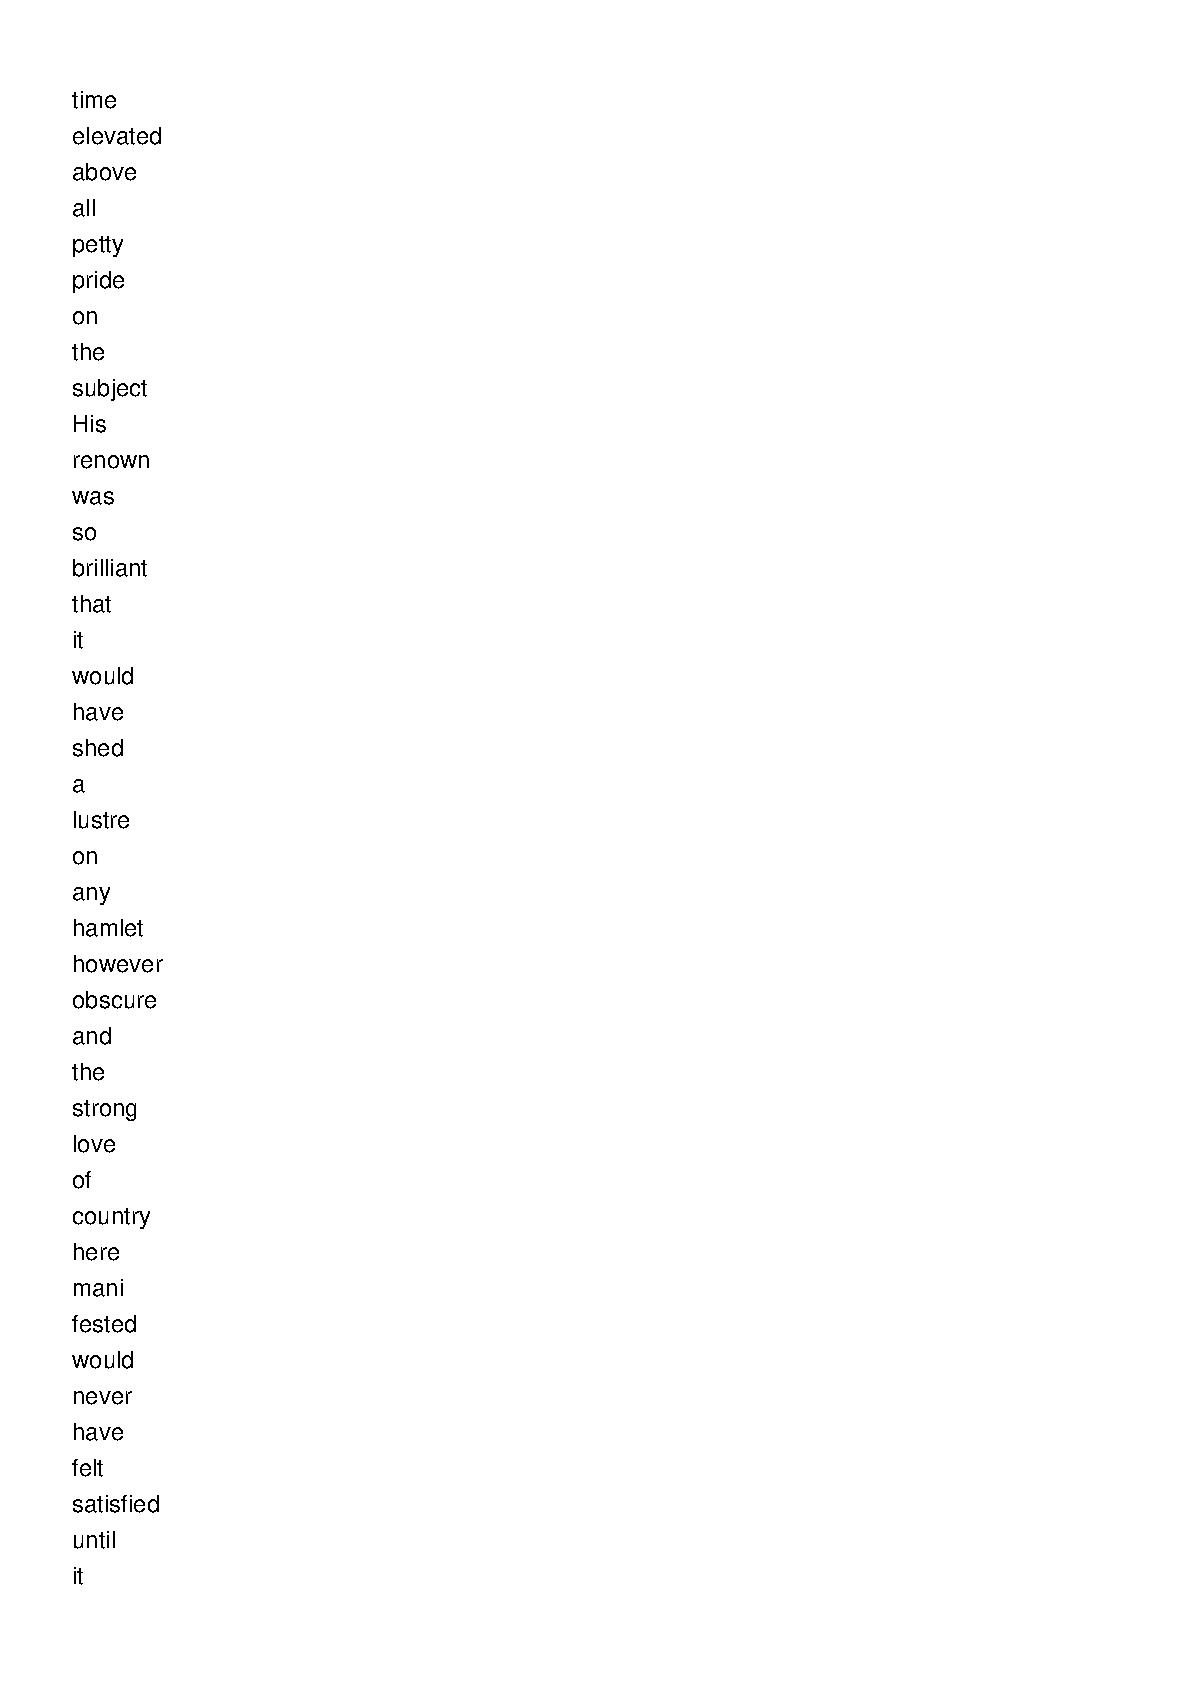 time
elevated
above
all
petty
pride
on
the
subject
His
renown
was
so
brilliant
that
it
would
have
shed
a
lustre
on
any
hamlet
however
obscure
and
the
strong
love
of
country
here
mani
fested
would
never
have
felt
satisfied
until
it